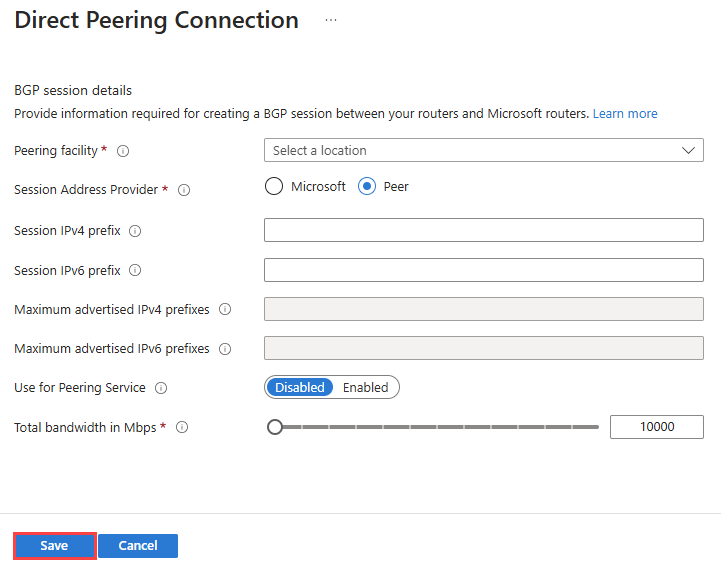 Direct Peering Connection ...
BGP session details
Provide information required for creating a BGP session between your routers and Microsoft routers. Learn more
Peering facility * Select a location
Session Address Provider * Microsoft Peer
Session IPv4 prefix
Session IPv6 prefix
Maximum advertised IPv4 prefixes
Maximum advertised IPv6 prefixes
Use for Peering Service Disabled Enabled
Total bandwidth in Mbps * 10000
Save Cancel